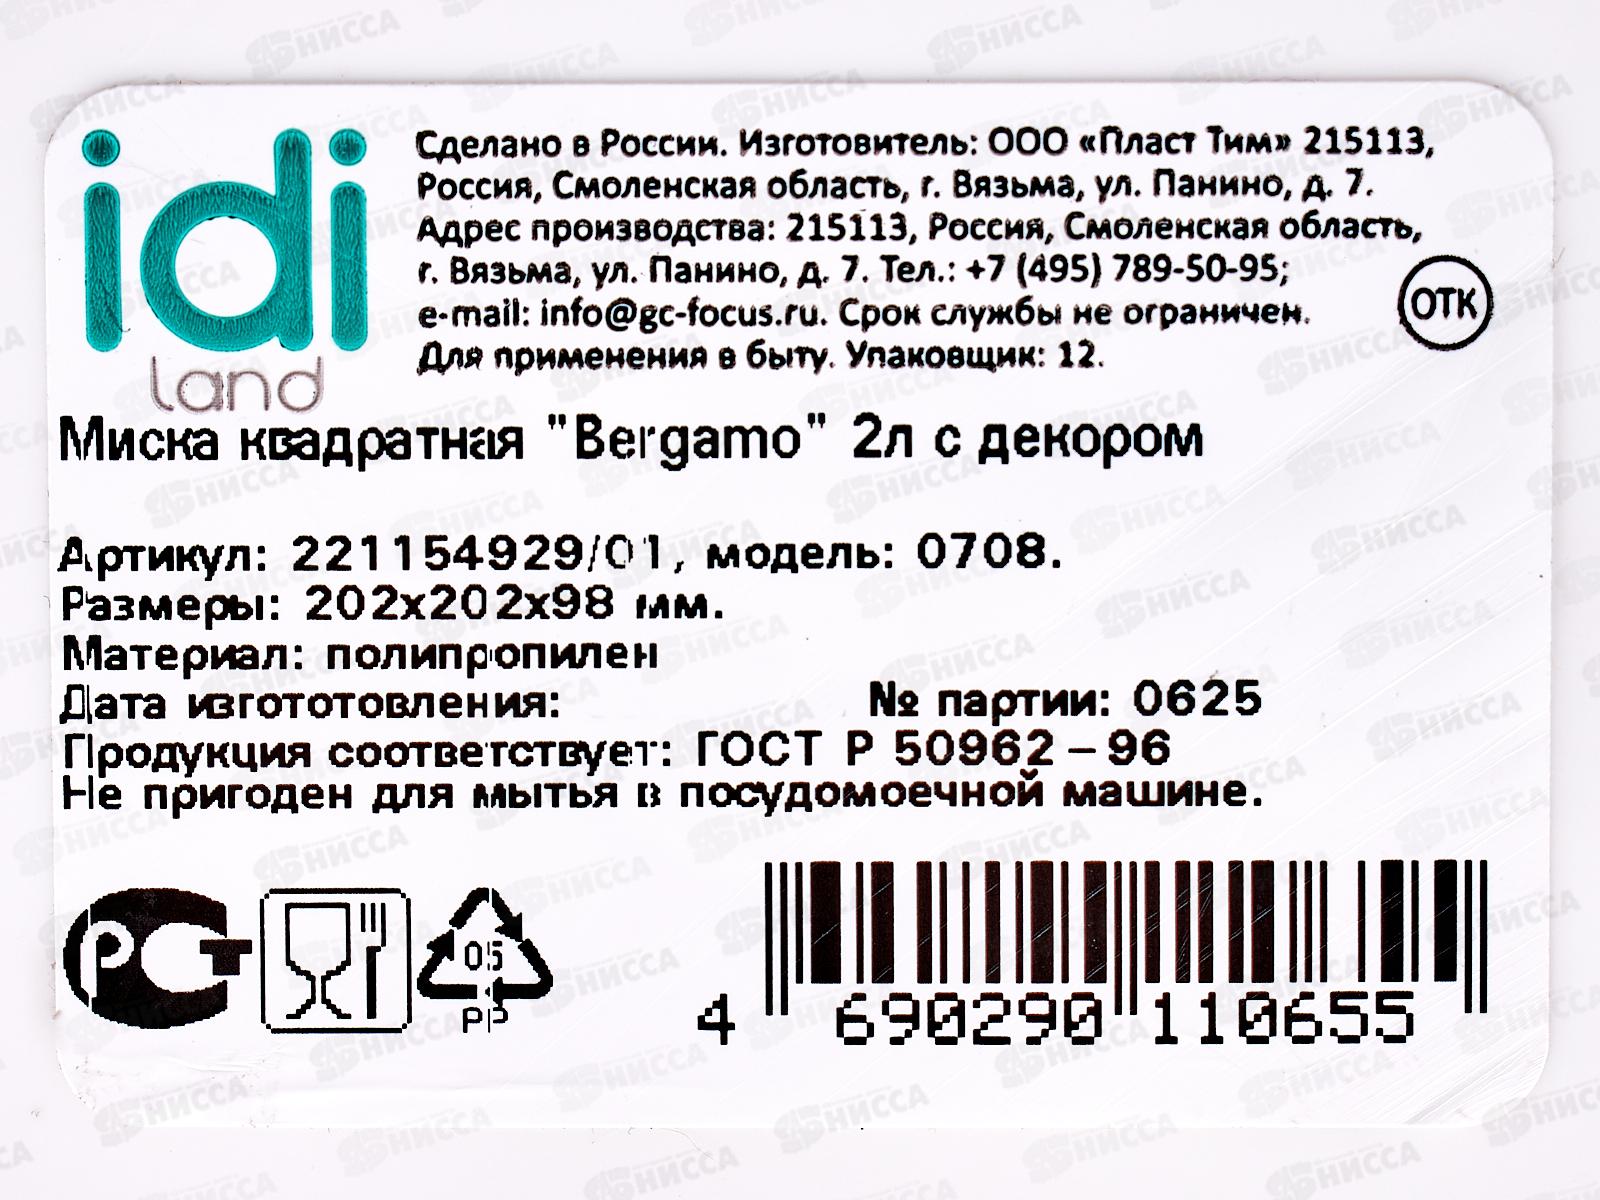 idi
land
Сделано в России. Изготовитель: ООО «Пласт Тим» 215113,
Россия, Смоленская область, г. Вязьма, ул. Панино, д. 7.
Адрес производства: 215113, Россия, Смоленская область,
г. Вязьма, ул. Панино, д. 7. Тел.: +7 (495) 789-50-95;
e-mail: info@gc-focus.ru. Срок службы не ограничен.
Для применения в быту. Упаковщик: 12.
ОТК
Миска квадратная "Bergamo" 2л с декором
Артикул: 221154929/01, модель: 0708.
Размеры: 202x202x98 мм.
Материал: полипропилен
Дата изгототовления: № партии: 0625
Продукция соответствует: ГОСТ Р 50962-96
Не пригоден для мытья в посудомоечной машине.
РСТ
05
PP
4 690290 110655
НИССА